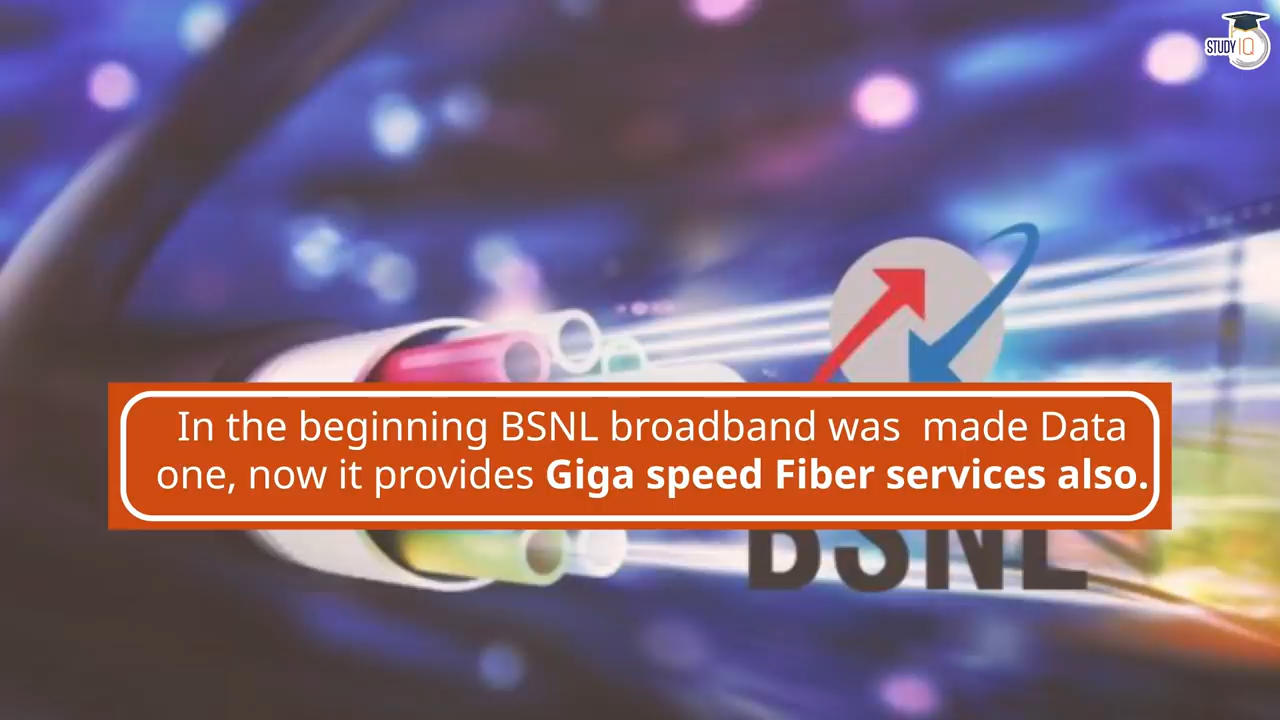 STUDY IQ
In the beginning BSNL broadband was  made Data
one, now it provides Giga speed Fiber services also.
BSNL